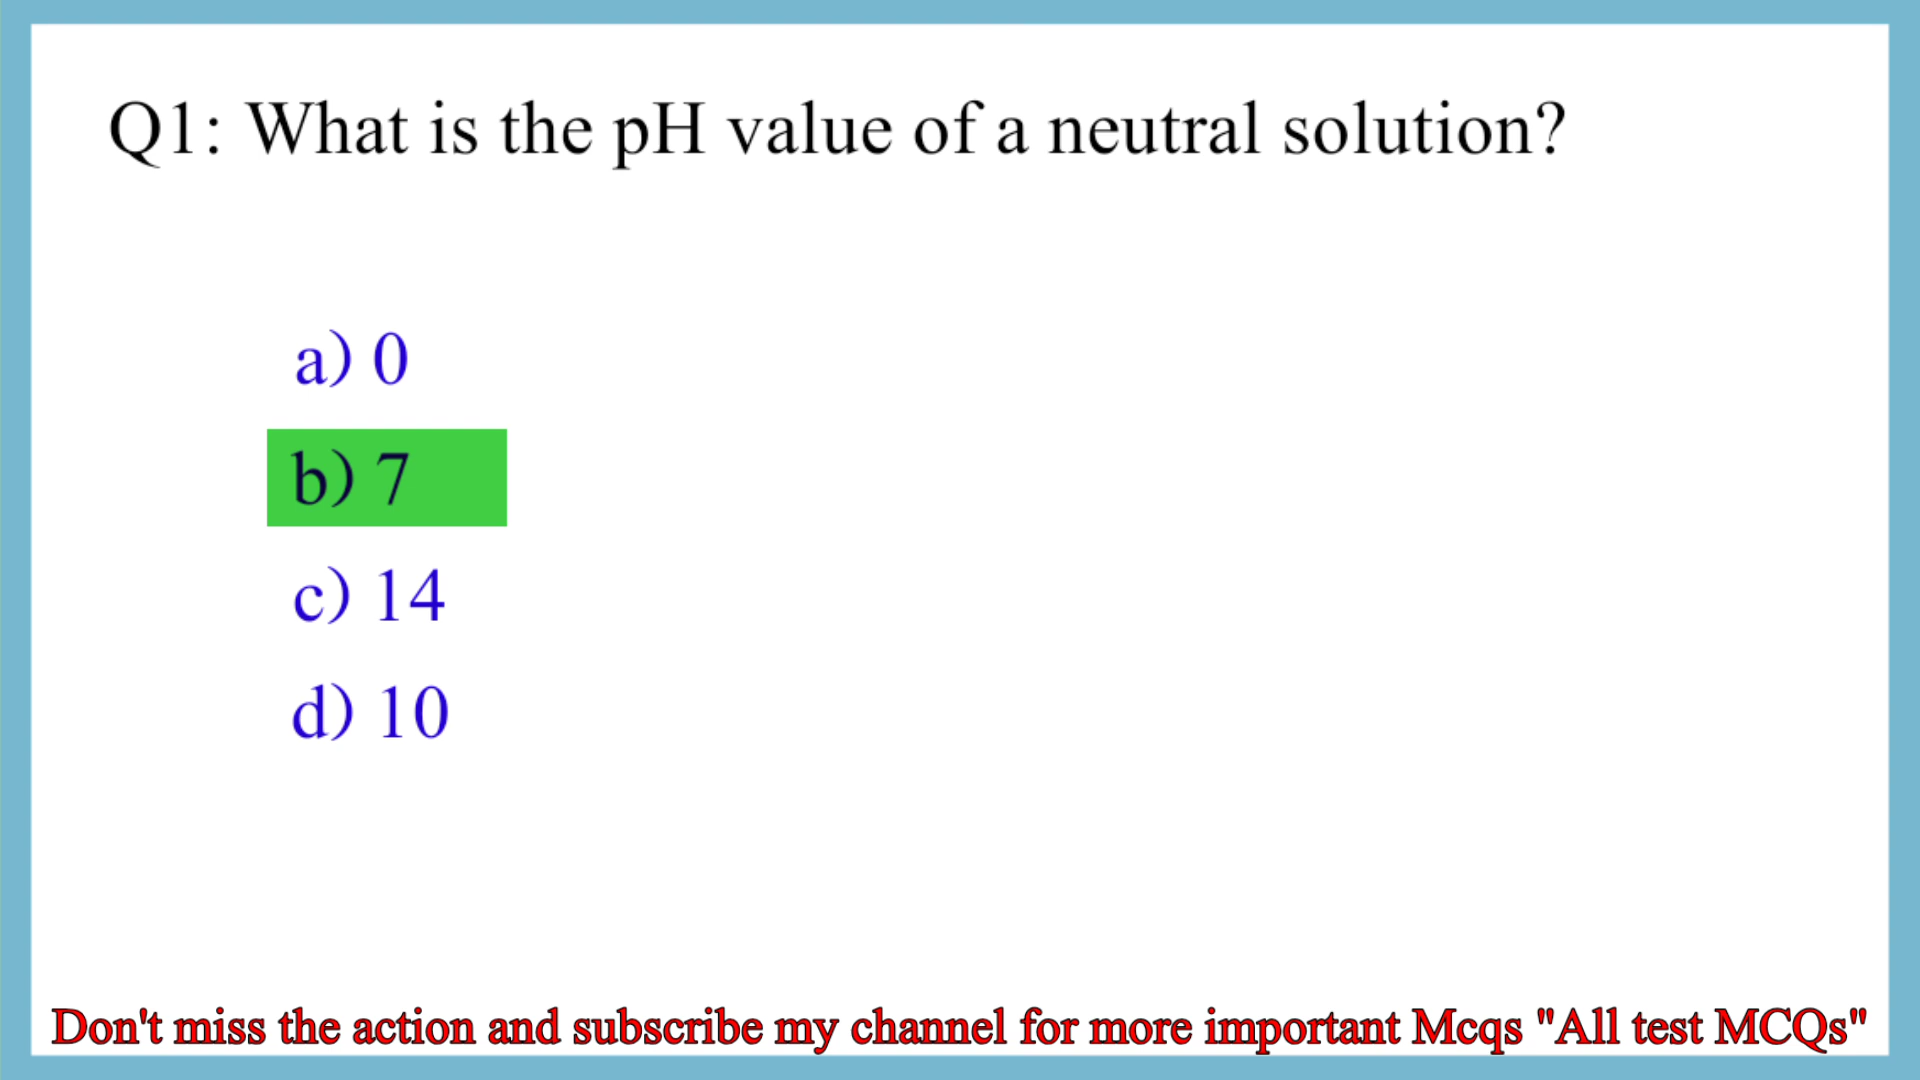 Q1: What is the pH value of a neutral solution?
a) 0
b) 7
c) 14
d) 10
Don't miss the action and subscribe my channel for more important Mcqs "All test MCQs"